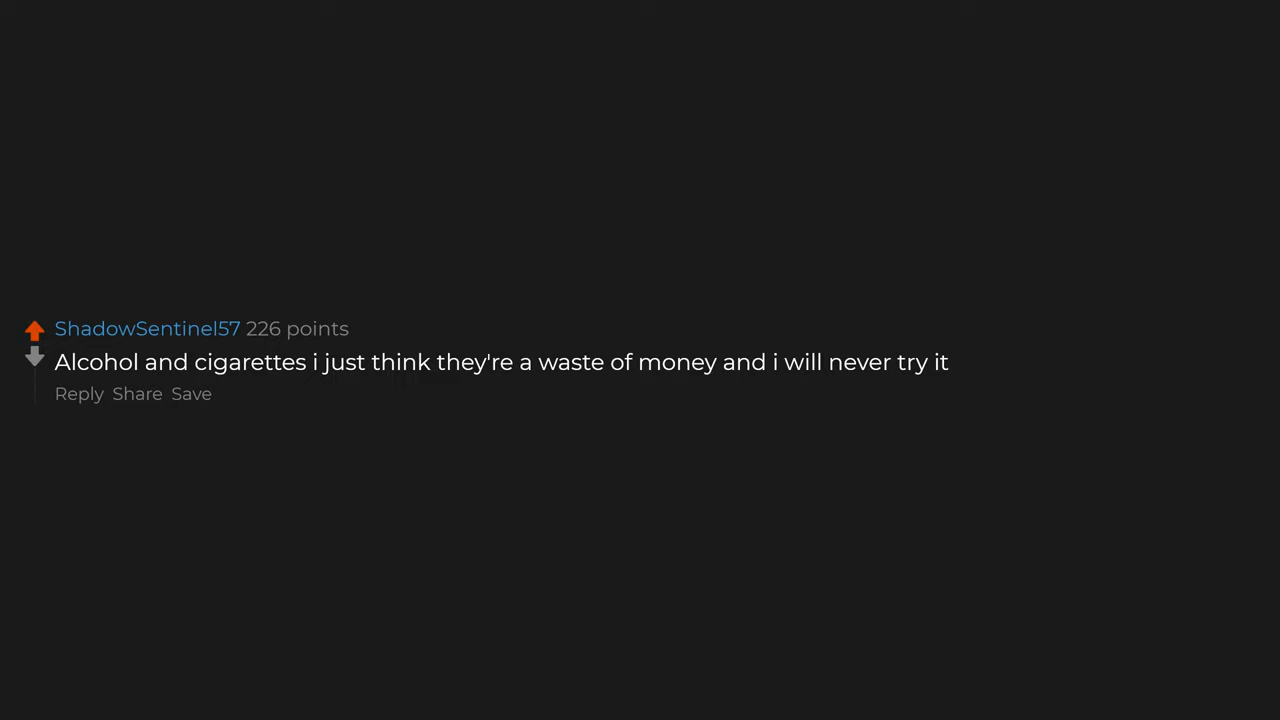 ShadowSentinel57 226 points
Alcohol and cigarettes i just think they're a waste of money and i will never try it
Reply Share Save